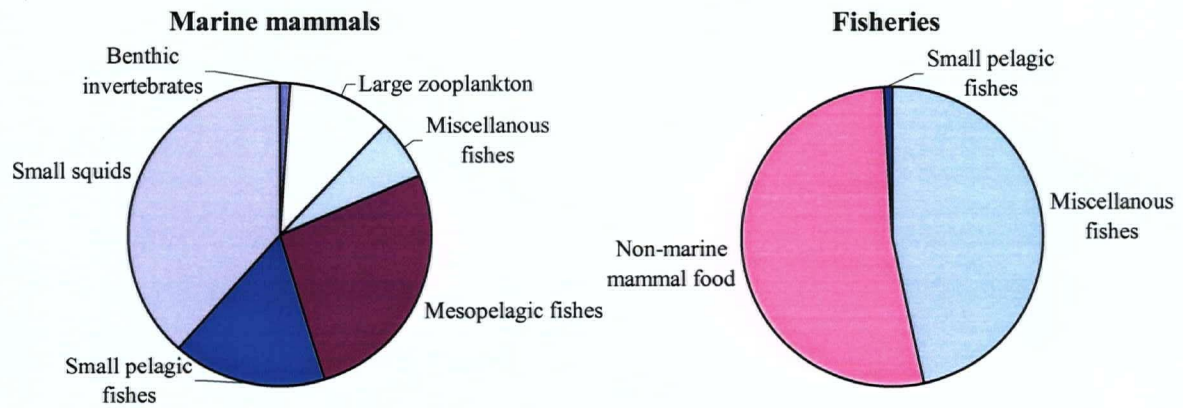 Marine mammals
Benthic
invertebrates
Large zooplankton
Miscellanous
fishes
Small squids
Mesopelagic fishes
Small pelagic
fishes
Fisheries
Small pelagic
fishes
Miscellanous
fishes
Non-marine
mammal food